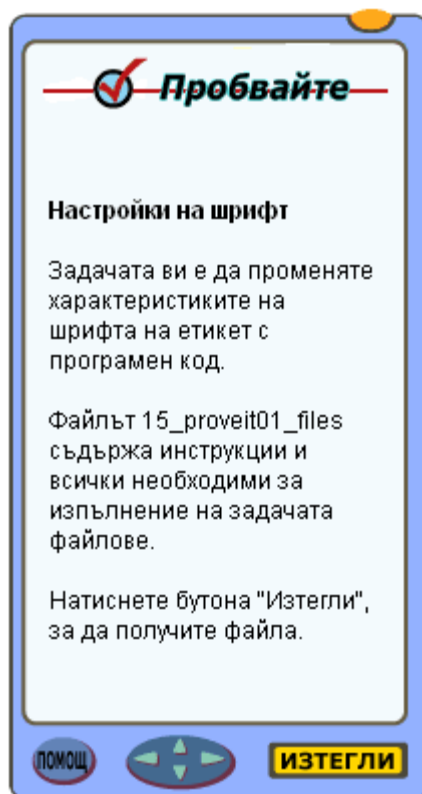 Пробвайте
Настройки на шрифт
Задачата ви е да променяте
характеристиките на
шрифта на етикет с
програмен код.
Файлът 15_proveit01_files
съдържа инструкции и
всички необходими за
изпълнение на задачата
файлове.
Натиснете бутона "Изтегли",
за да получите файла.
ПОМОЩ
ИЗТЕГЛИ